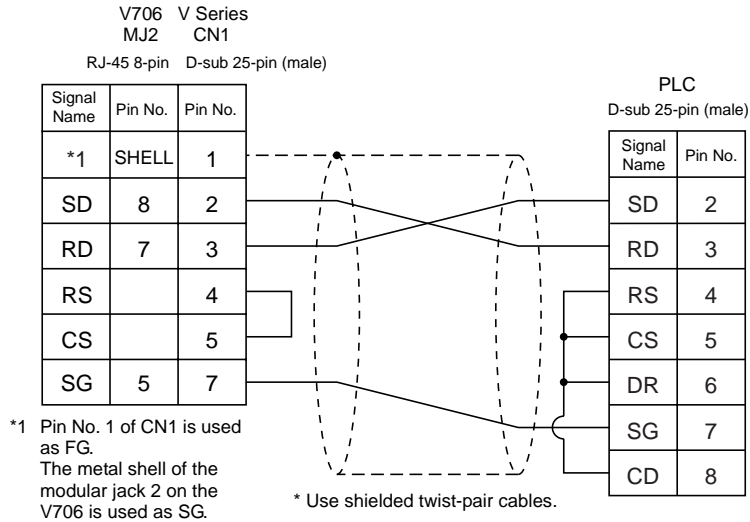 V706 V Series
MJ2 CN1
RJ-45 8-pin D-sub 25-pin (male)
Signal Name Pin No. Pin No.
*1 SHELL 1
SD 8 2
RD 7 3
RS 4
CS 5
SG 5 7
*1 Pin No. 1 of CN1 is used
as FG.
The metal shell of the
modular jack 2 on the
V706 is used as SG.
* Use shielded twist-pair cables.
PLC
D-sub 25-pin (male)
Signal Name Pin No.
SD 2
RD 3
RS 4
CS 5
DR 6
SG 7
CD 8